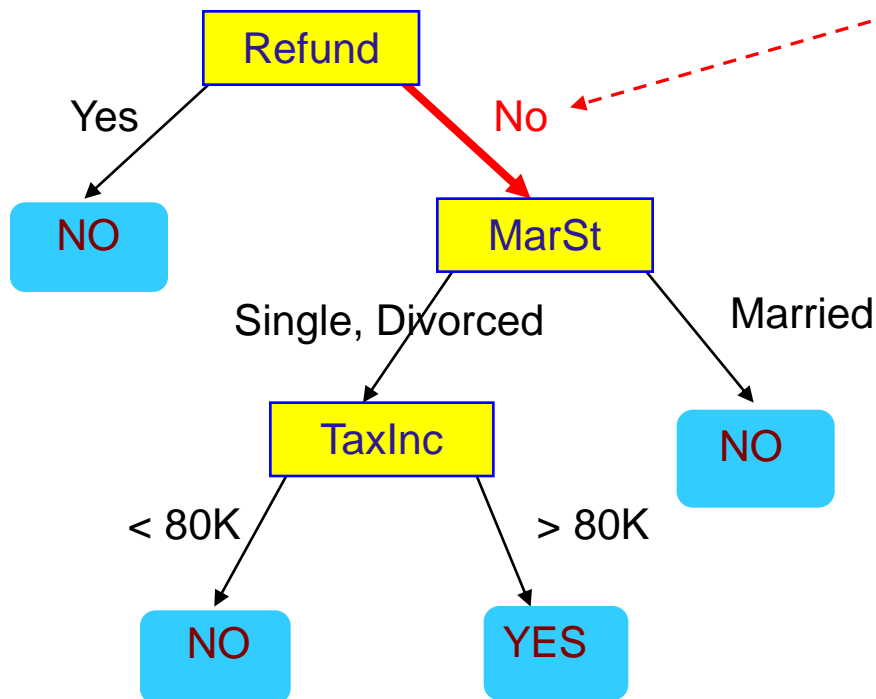 Refund
Yes
No
NO
MarSt
Single, Divorced
Married
TaxInc
NO
< 80K
> 80K
NO
YES